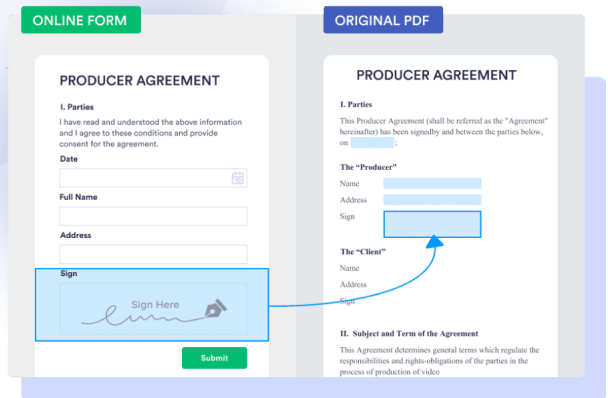 ONLINE FORM
PRODUCER AGREEMENT
I. Parties
I have read and understood the above information
and I agree to these conditions and provide
consent for the agreement.
Date
Full Name
Address
Sign
Sign Here
Submit
ORIGINAL PDF
PRODUCER AGREEMENT
I. Parties
This Producer Agreement (shall be referred as the "Agreement"
hereinafter) has been signedby and between the parties below,
on ;
The “Producer”
Name
Address
Sign
The “Client”
Name
Address
Sign
II. Subject and Term of the Agreement
This Agreement determines general terms which regulate the
responsibilities and rights-obligations of the parties in the
process of production of video